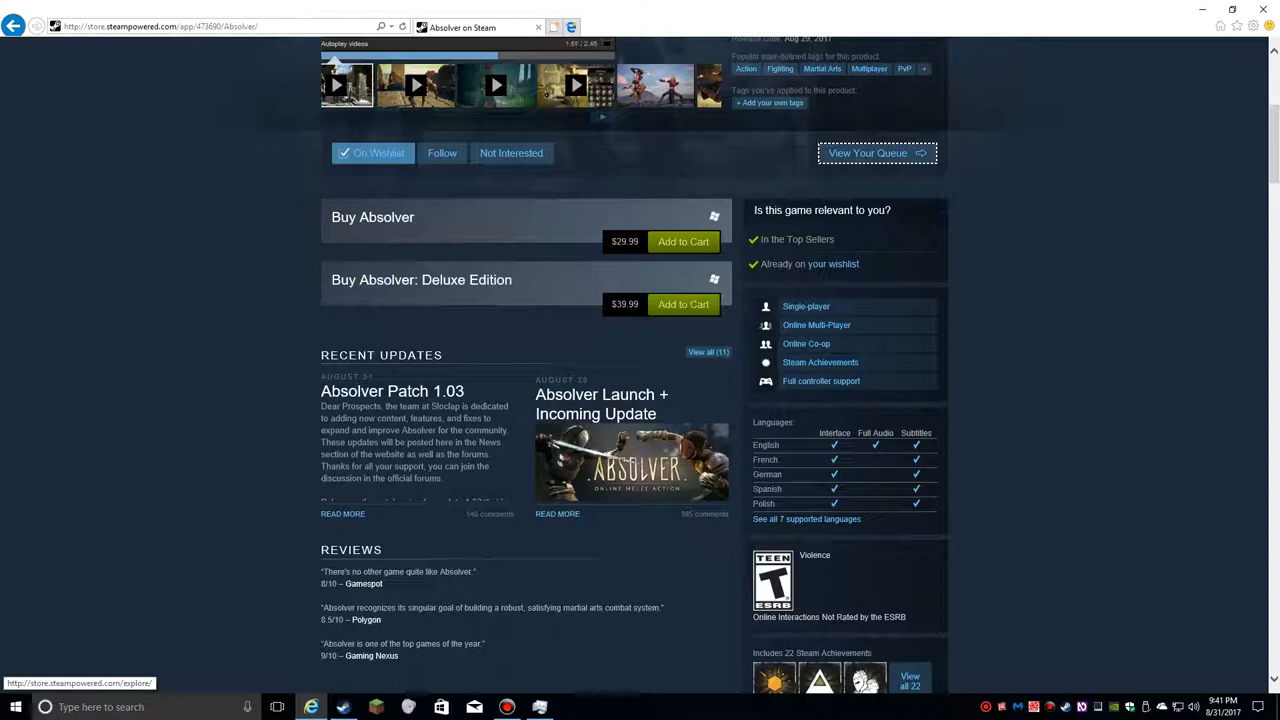 http://store.steampowered.com/app/473690/Absolver/
Absolver on Steam
Autoplay videos
1:59 / 2:46
Release Date: Aug 29, 2017
Popular user-defined tags for this product:
Action Fighting Martial Arts Multiplayer PvP +
Tags you've applied to this product:
+ Add your own tags
On Wishlist Follow Not Interested View Your Queue
Buy Absolver
$29.99 Add to Cart
Buy Absolver: Deluxe Edition
$39.99 Add to Cart
Is this game relevant to you?
In the Top Sellers
Already on your wishlist
Single-player
Online Multi-Player
Online Co-op
Steam Achievements
Full controller support
RECENT UPDATES View all (11)
AUGUST 31
Absolver Patch 1.03
Dear Prospects, the team at Sloclap is dedicated
to adding new content, features, and fixes to
expand and improve Absolver for the community.
These updates will be posted here in the News
section of the website as well as the forums.
Thanks for all your support, you can join the
discussion in the official forums.
READ MORE 140 comments
AUGUST 29
Absolver Launch +
Incoming Update
ABSOLVER
ONLINE MELEE ACTION
READ MORE 385 comments
Languages:
Interface Full Audio Subtitles
English
French
German
Spanish
Polish
See all 7 supported languages
REVIEWS
“There's no other game quite like Absolver.”
8/10 – Gamespot
“Absolver recognizes its singular goal of building a robust, satisfying martial arts combat system.”
8.5/10 – Polygon
“Absolver is one of the top games of the year.”
9/10 – Gaming Nexus
TEEN
T
ESRB
Violence
Online Interactions Not Rated by the ESRB
Includes 22 Steam Achievements
View
all 22
http://store.steampowered.com/explore/
Type here to search
9:41 PM
8/31/2017